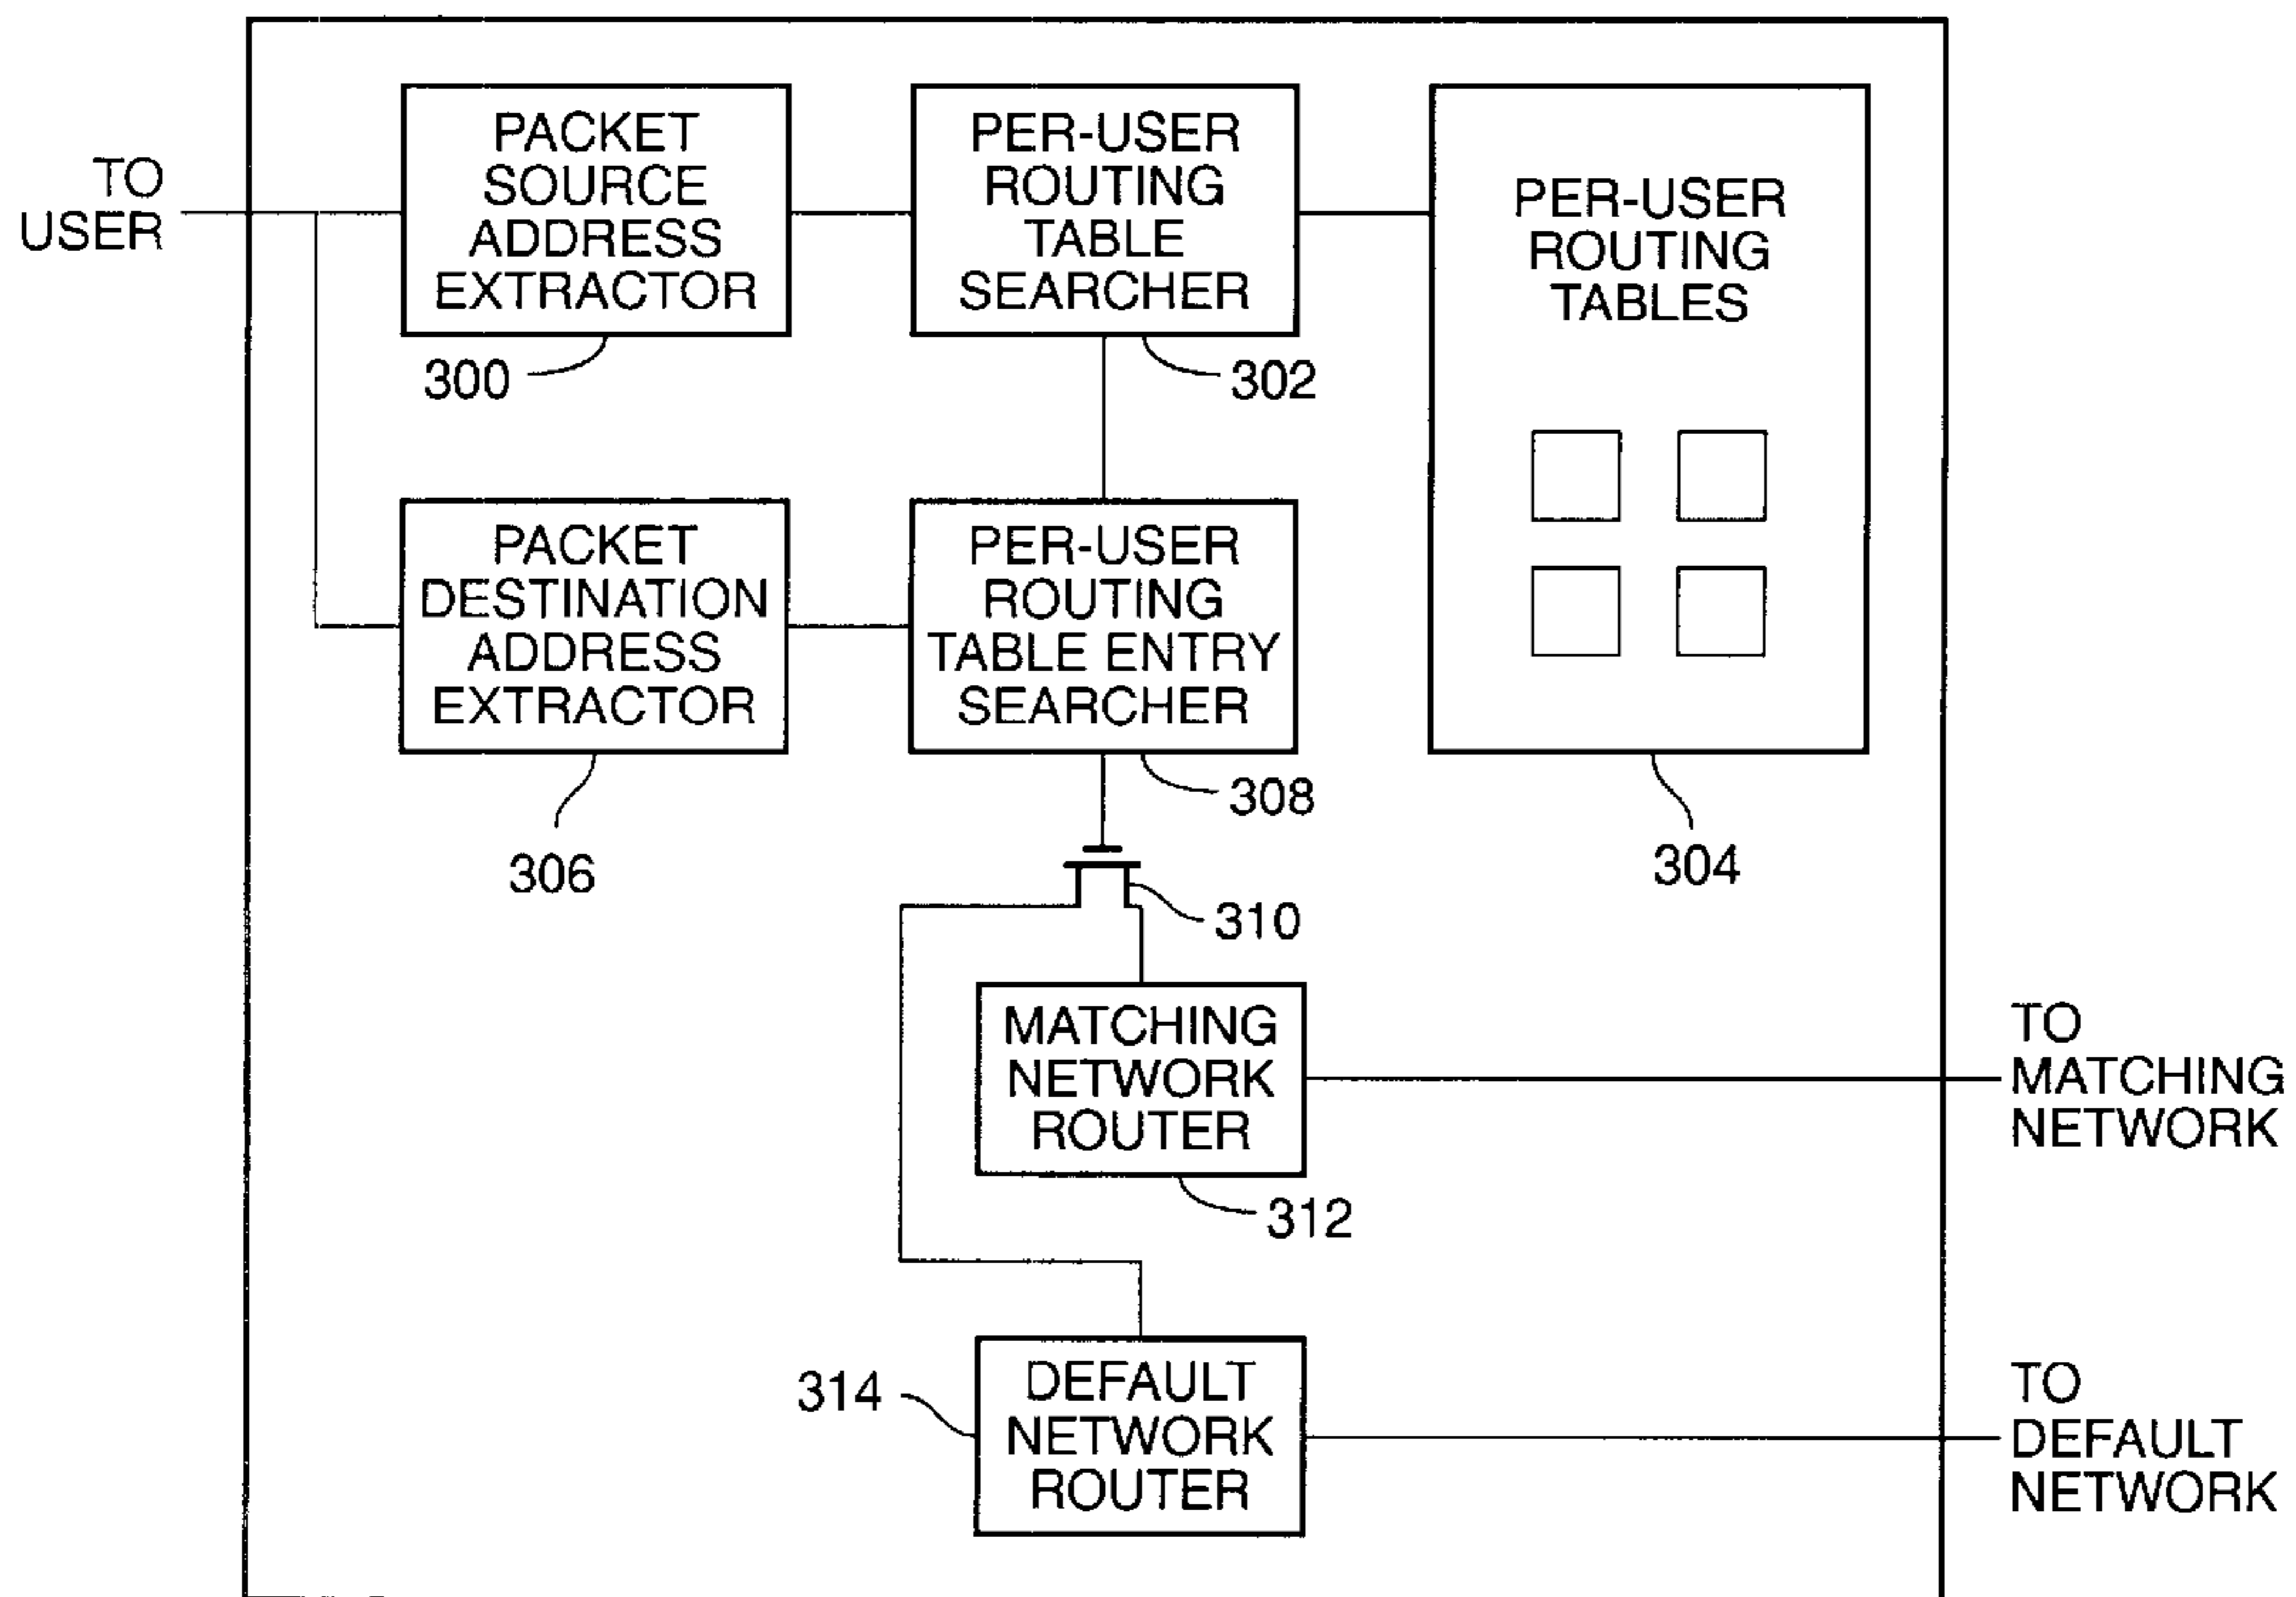 TO
USER
PACKET
SOURCE
ADDRESS
EXTRACTOR
300
PER-USER
ROUTING
TABLE
SEARCHER
302
PER-USER
ROUTING
TABLES
304
PACKET
DESTINATION
ADDRESS
EXTRACTOR
306
PER-USER
ROUTING
TABLE ENTRY
SEARCHER
308
310
MATCHING
NETWORK
ROUTER
312
TO
MATCHING
NETWORK
314
DEFAULT
NETWORK
ROUTER
TO
DEFAULT
NETWORK